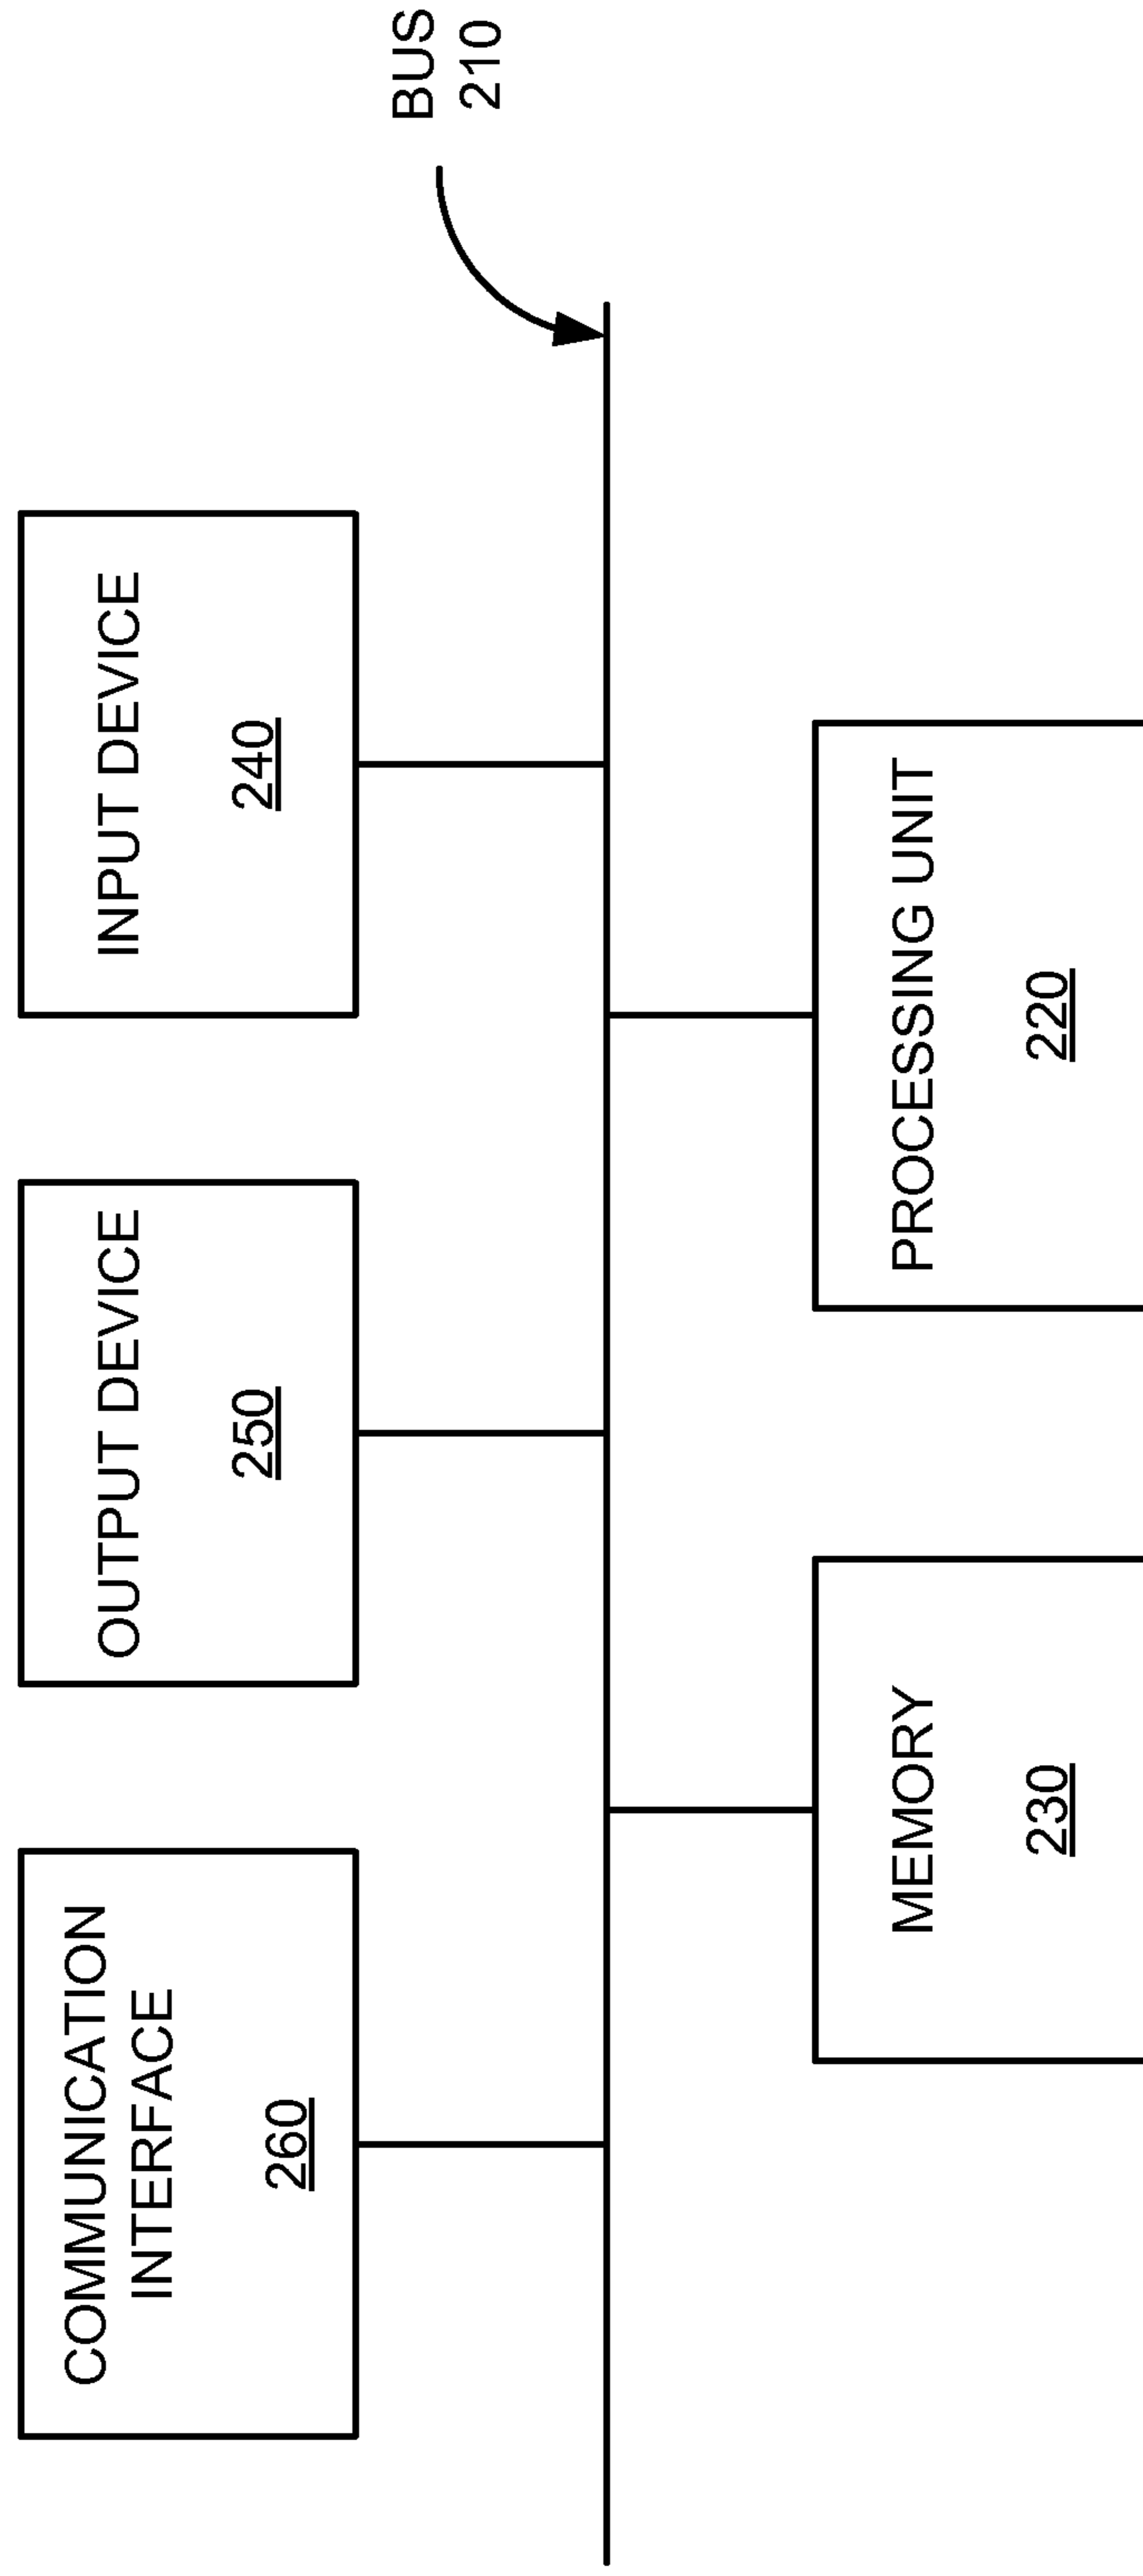 COMMUNICATION
INTERFACE
260
OUTPUT DEVICE
250
INPUT DEVICE
240
BUS
210
MEMORY
230
PROCESSING UNIT
220